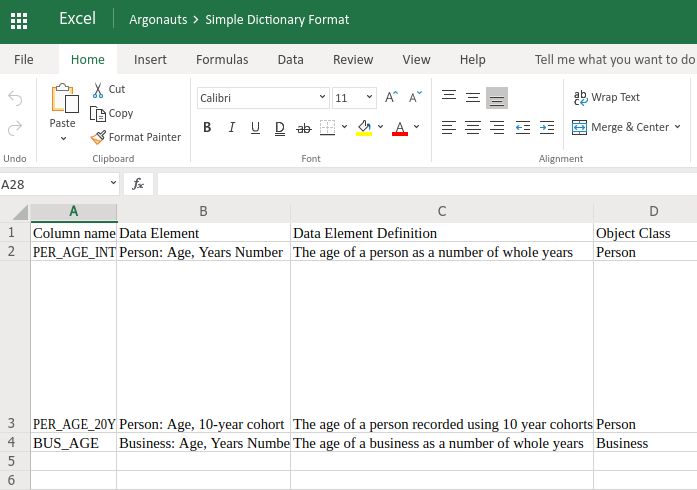 Excel Argonauts > Simple Dictionary Format
File Home Insert Formulas Data Review View Help Tell me what you want to do
Cut
Copy
Paste
Format Painter
Undo Clipboard
Calibri 11 A^ A˅
B I U D ab A
Font
Wrap Text
Merge & Center
Alignment
A28 fx
A B C D
1 Column name Data Element Data Element Definition Object Class
2 PER_AGE_INT Person: Age, Years Number The age of a person as a number of whole years Person
3 PER_AGE_20Y Person: Age, 10-year cohort The age of a person recorded using 10 year cohorts Person
4 BUS_AGE Business: Age, Years Numbe The age of a business as a number of whole years Business
5
6